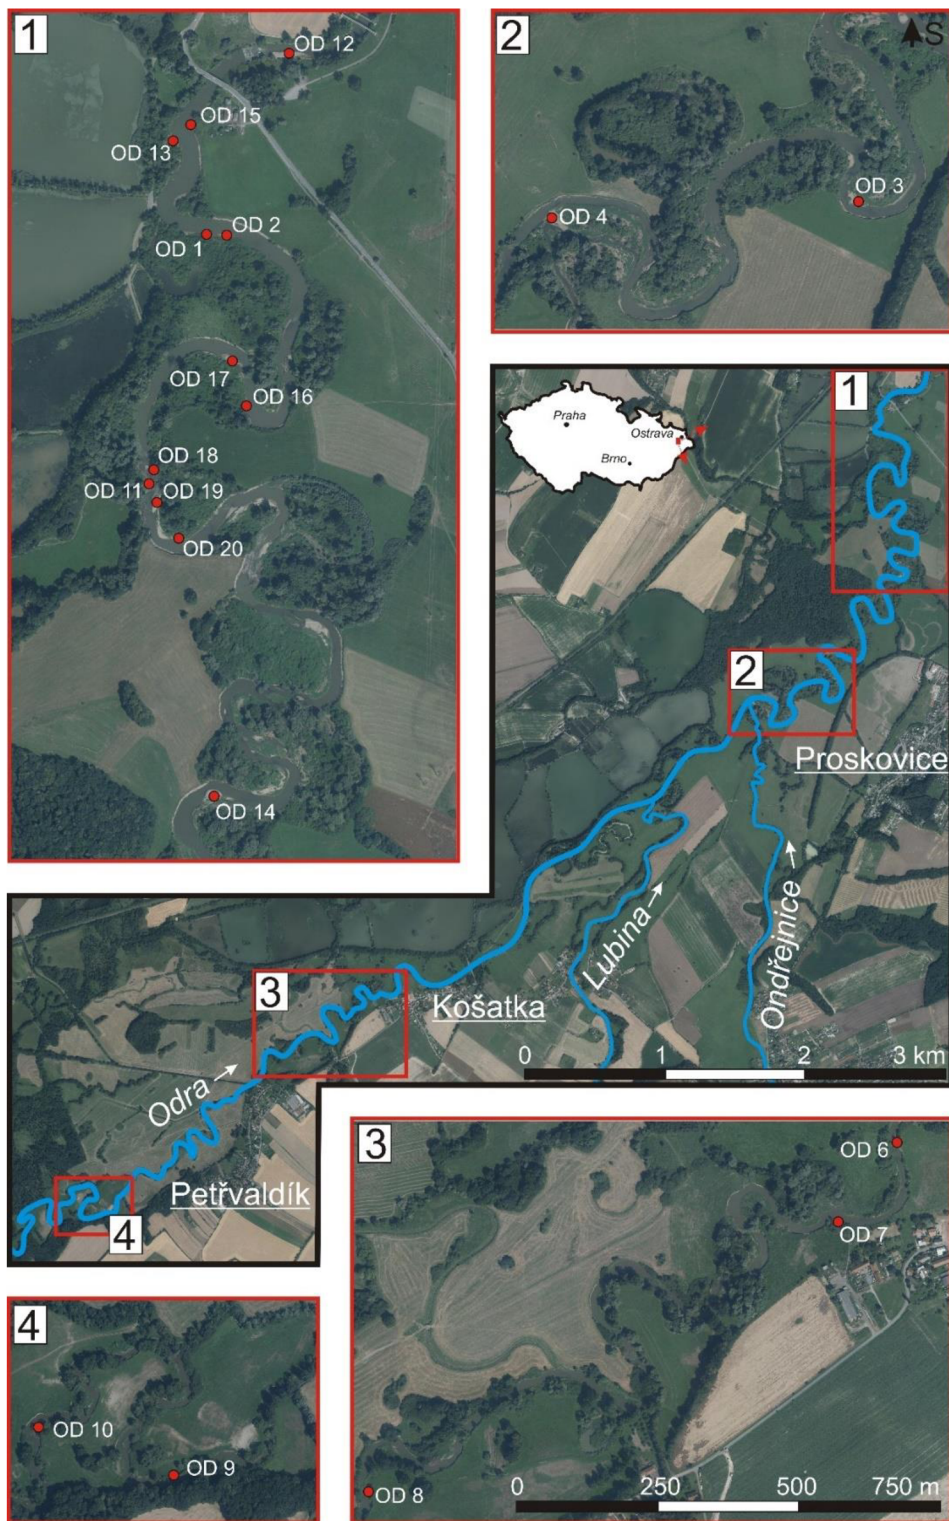 1
OD 12
OD 15
OD 13
OD 2
OD 1
OD 17
OD 16
OD 18
OD 11
OD 19
OD 20
OD 14
2
S
OD 3
OD 4
Praha
Ostrava
Brno
1
2
Proskovice
Lubina
Ondřejnice
3
Košatka
0 1 2 3 km
Odra
Petřvaldík
4
3
OD 6
OD 7
OD 8
0 250 500 750 m
4
OD 10
OD 9